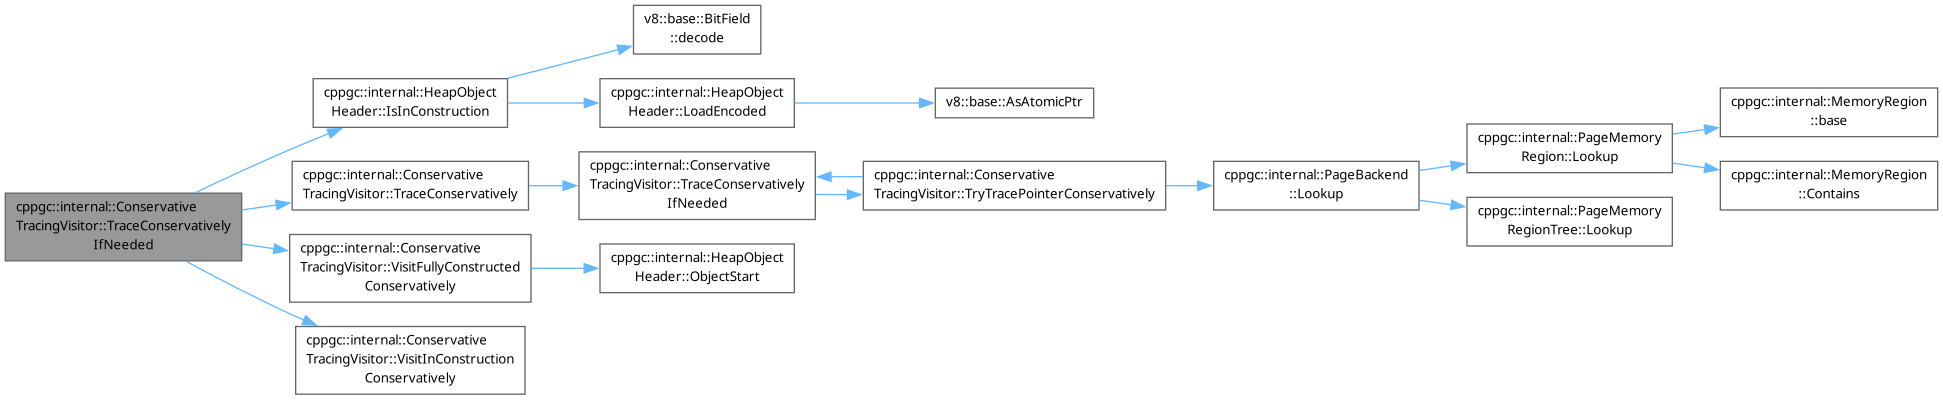 cppgc::internal::Conservative
TracingVisitor::TraceConservatively
IfNeeded
cppgc::internal::HeapObject
Header::IsInConstruction
v8::base::BitField
::decode
cppgc::internal::HeapObject
Header::LoadEncoded
v8::base::AsAtomicPtr
cppgc::internal::Conservative
TracingVisitor::TraceConservatively
cppgc::internal::Conservative
TracingVisitor::TraceConservatively
IfNeeded
cppgc::internal::Conservative
TracingVisitor::TryTracePointerConservatively
cppgc::internal::PageBackend
::Lookup
cppgc::internal::PageMemory
Region::Lookup
cppgc::internal::MemoryRegion
::base
cppgc::internal::MemoryRegion
::Contains
cppgc::internal::PageMemory
RegionTree::Lookup
cppgc::internal::Conservative
TracingVisitor::VisitFullyConstructed
Conservatively
cppgc::internal::HeapObject
Header::ObjectStart
cppgc::internal::Conservative
TracingVisitor::VisitInConstruction
Conservatively